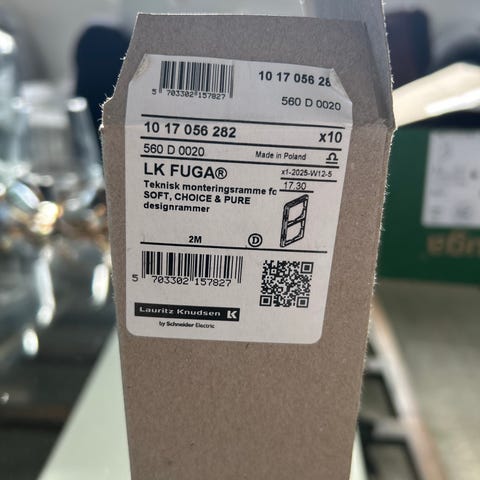 5 703302 157827
10 17 056 28
560 D 0020
10 17 056 282 x10
560 D 0020 Made in Poland
LK FUGA® x1-2025-W12-5
Teknisk monteringsramme fo 17.30
SOFT, CHOICE & PURE
designrammer
2M D
5 703302 157827
Lauritz Knudsen K
by Schneider Electric
uga